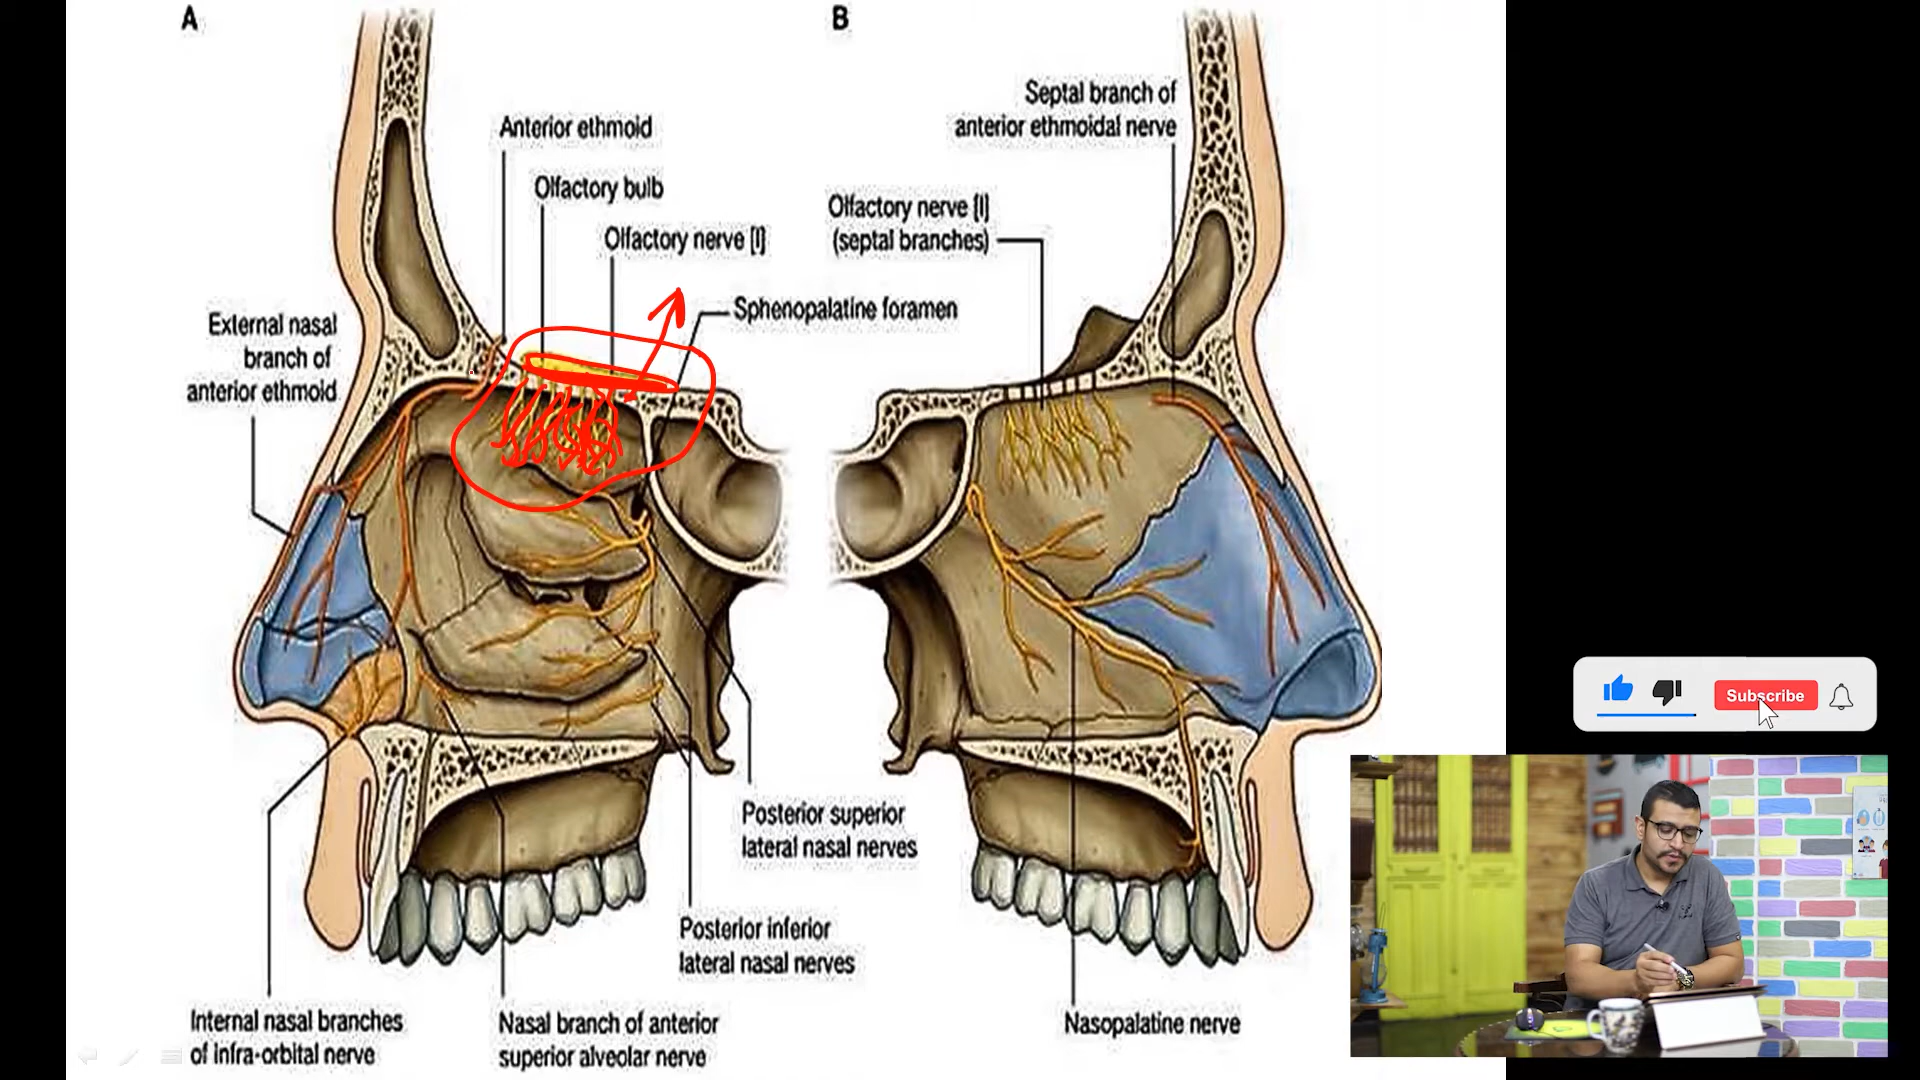 A
B
Anterior ethmoid
Olfactory bulb
Olfactory nerve [I]
Sphenopalatine foramen
External nasal
branch of
anterior ethmoid
Posterior superior
lateral nasal nerves
Posterior inferior
lateral nasal nerves
Internal nasal branches
of infra-orbital nerve
Nasal branch of anterior
superior alveolar nerve
Septal branch of
anterior ethmoidal nerve
Olfactory nerve [I]
(septal branches)
Nasopalatine nerve
Subscribe